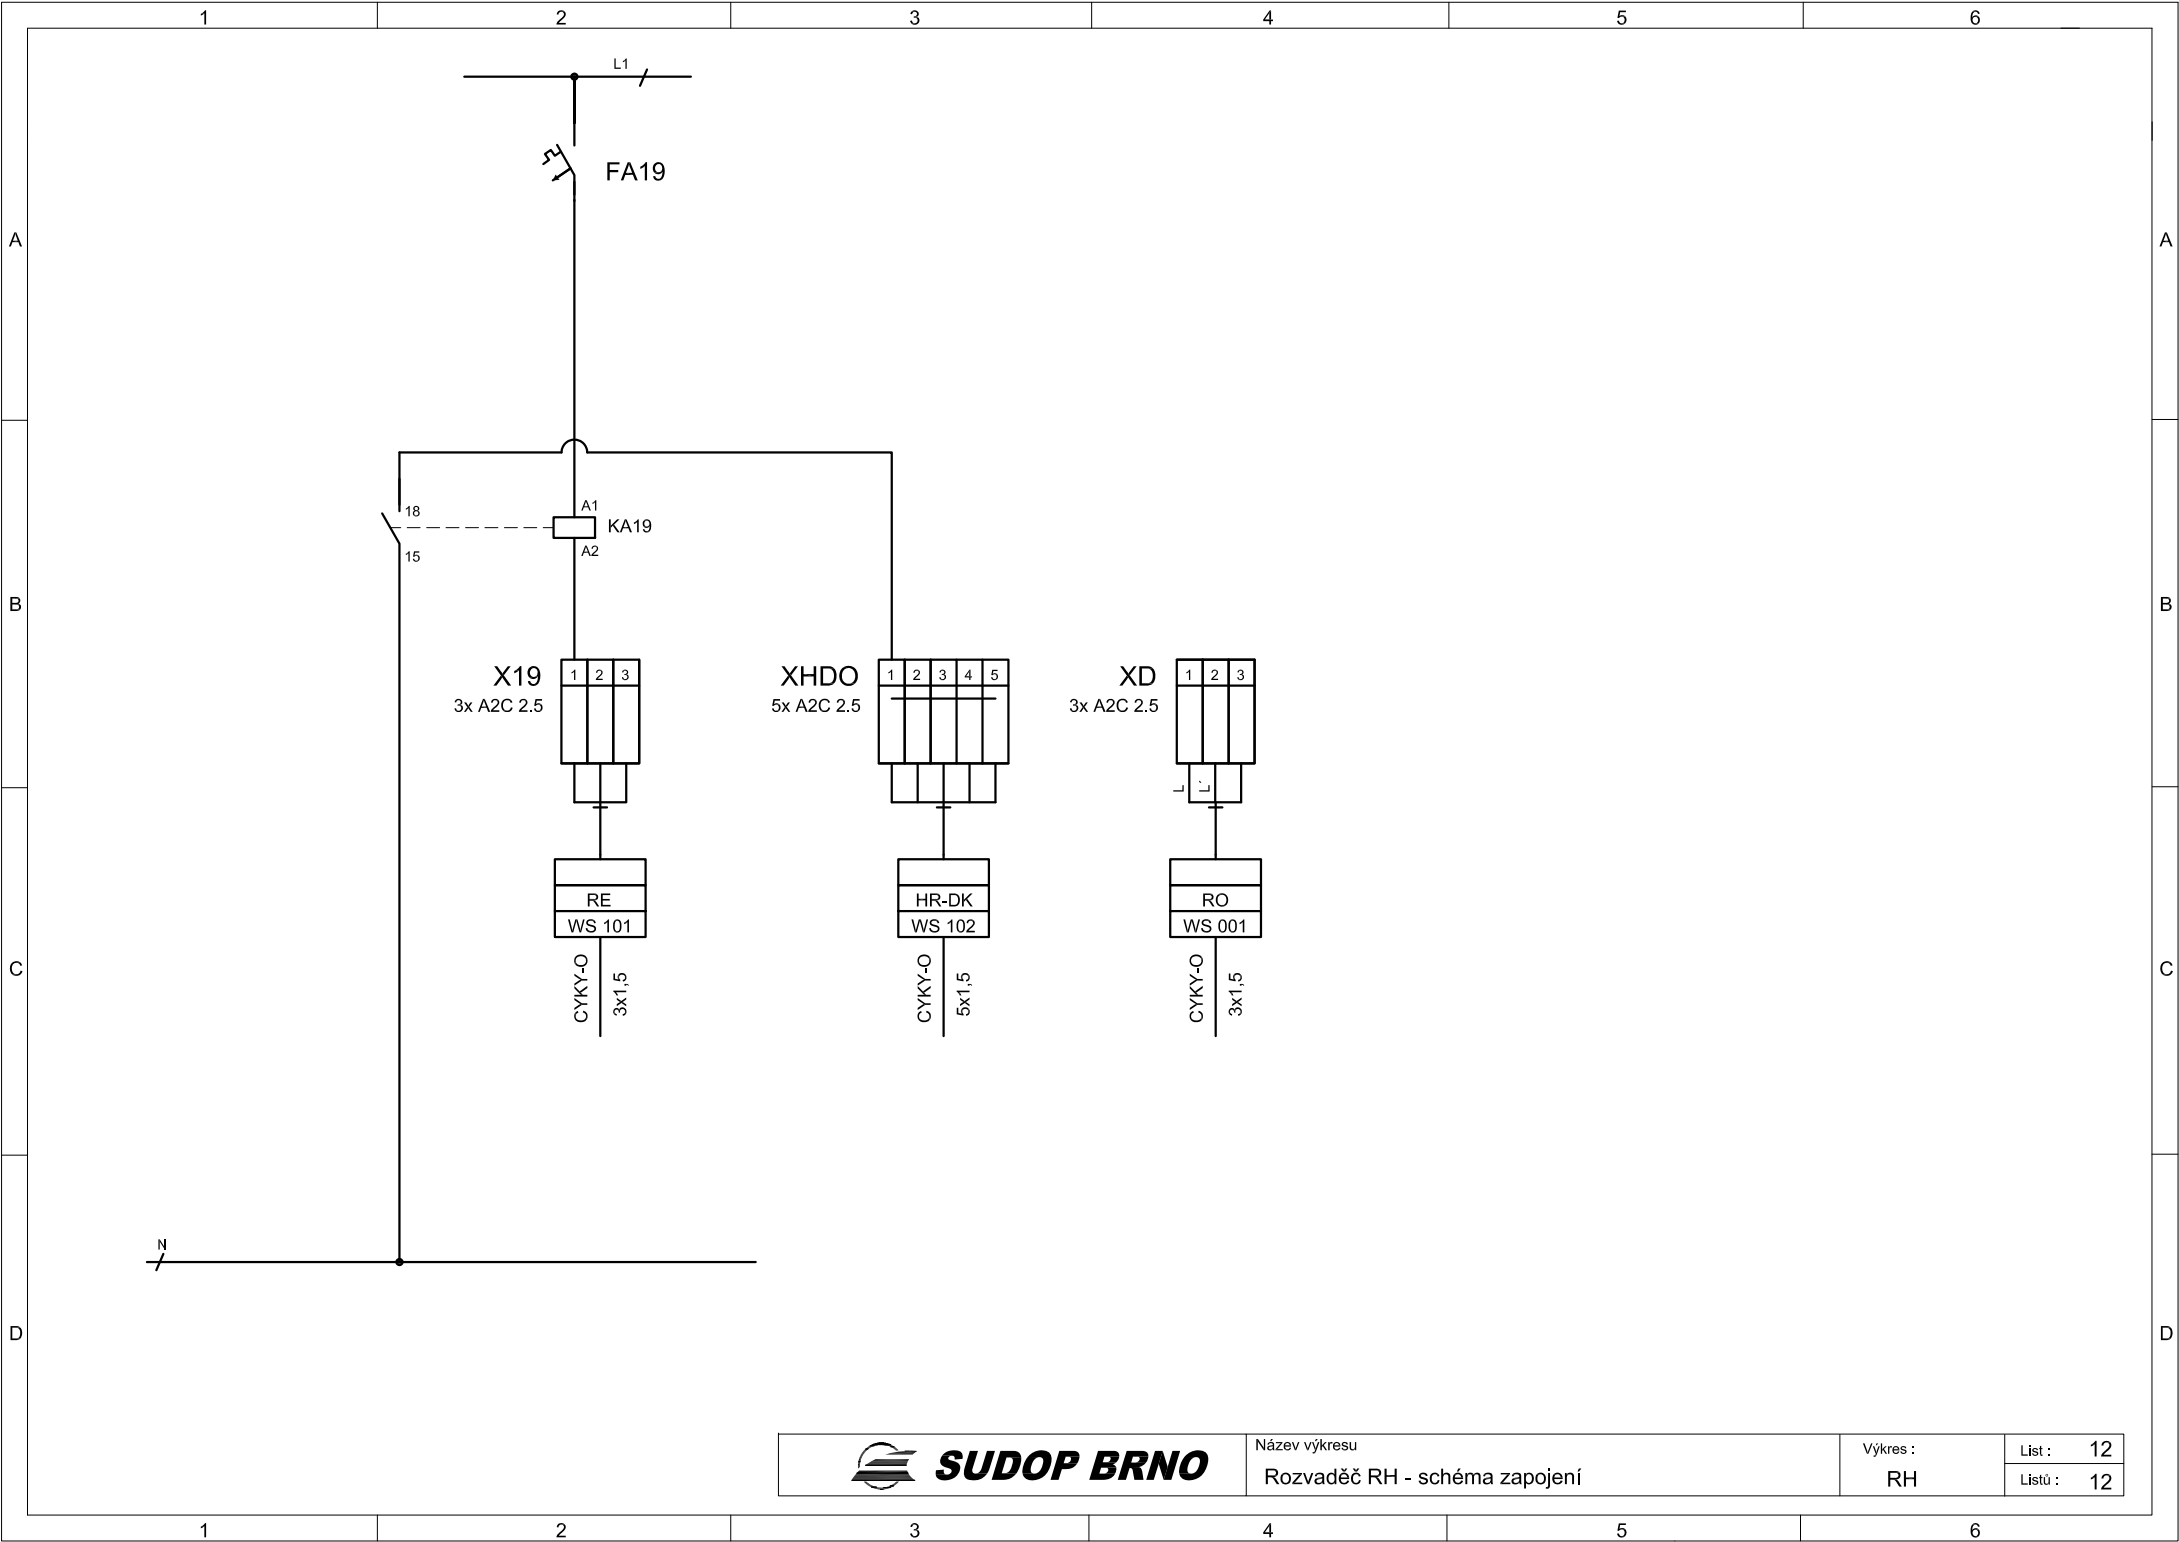 1 2 3 4 5 6
L1
FA19
A A
18
A1
KA19
15
A2
B B
X19
3x A2C 2.5
1 2 3
XHDO
5x A2C 2.5
1 2 3 4 5
XD
3x A2C 2.5
1 2 3
L
L`
RE
WS 101
HR-DK
WS 102
RO
WS 001
C C
CYKY-O
3x1,5
CYKY-O
5x1,5
CYKY-O
3x1,5
N
D D
SUDOP BRNO
Název výkresu
Rozvaděč RH - schéma zapojení
Výkres :
RH
List : 12
Listů : 12
1 2 3 4 5 6